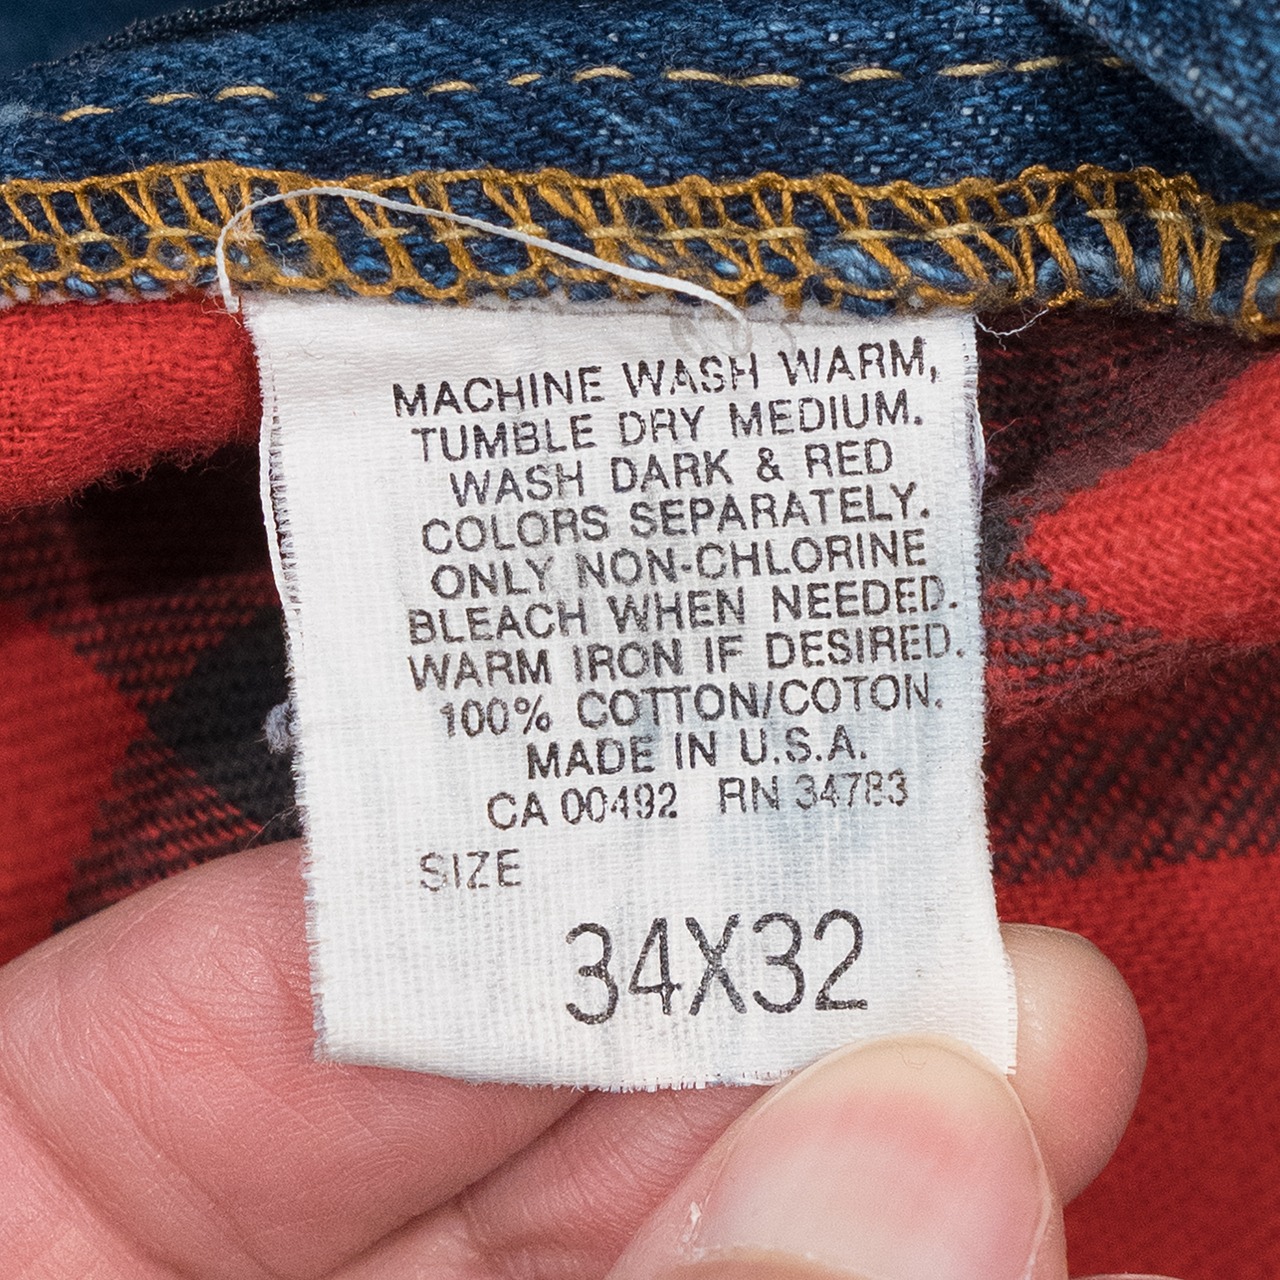 MACHINE WASH WARM,
TUMBLE DRY MEDIUM.
WASH DARK & RED
COLORS SEPARATELY.
ONLY NON-CHLORINE
BLEACH WHEN NEEDED.
WARM IRON IF DESIRED.
100% COTTON/COTON.
MADE IN U.S.A.
CA 00492 RN 34783
SIZE
34X32